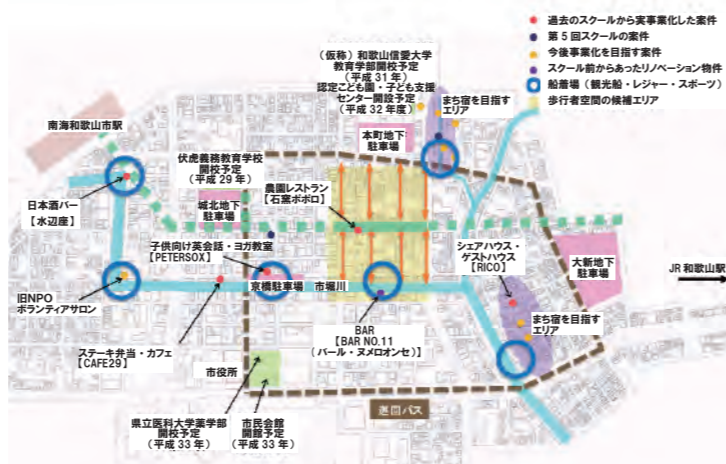 過去のスクールから実事業化した案件
第5回スクールの案件
今後事業化を目指す案件
スクール前からあったリノベーション物件
船着場（観光船・レジャー・スポーツ）
歩行者空間の候補エリア
（仮称）和歌山信愛大学
教育学部開校予定
（平成31年）
認定こども園・子ども支援
センター開設予定
（平成32年度）
まち宿を目指す
エリア
本町地下
駐車場
南海和歌山市駅
伏虎義務教育学校
開校予定
（平成29年）
農園レストラン
【石窯ポポロ】
日本酒バー
【水辺座】
城北地下
駐車場
子供向け英会話・ヨガ教室
【PETERSOX】
シェアハウス・
ゲストハウス
【RICO】
大新地下
駐車場
JR和歌山駅
旧NPO
ボランティアサロン
京橋駐車場
市堀川
まち宿を目指す
エリア
ステーキ弁当・カフェ
【CAFE29】
BAR
【BAR NO.11
（バール・ヌメロオンセ）】
市役所
県立医科大学薬学部
開校予定
（平成33年）
市民会館
開館予定
（平成33年）
巡回バス